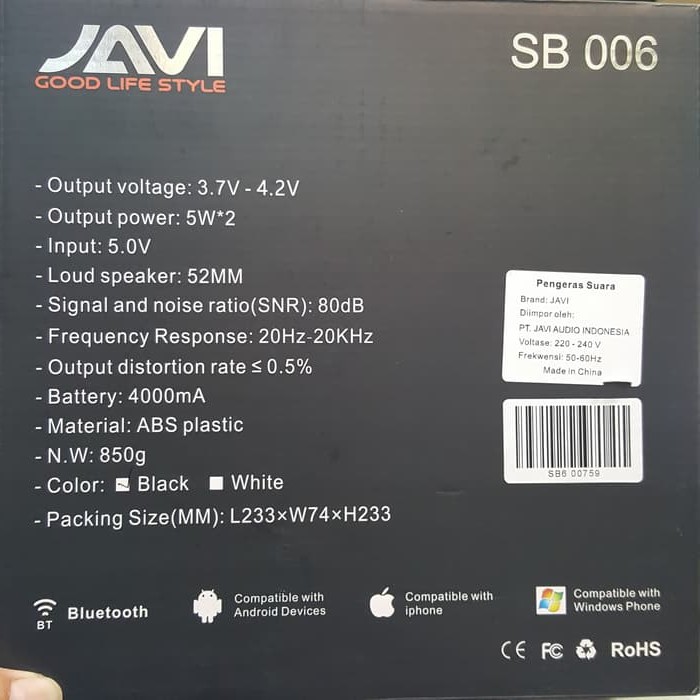 JAVI
GOOD LIFE STYLE
SB 006
- Output voltage: 3.7V - 4.2V
- Output power: 5W*2
- Input: 5.0V
- Loud speaker: 52MM
- Signal and noise ratio(SNR): 80dB
- Frequency Response: 20Hz-20KHz
- Output distortion rate ≤ 0.5%
- Battery: 4000mA
- Material: ABS plastic
- N.W: 850g
- Color: Black White
- Packing Size(MM): L233×W74×H233
Pengeras Suara
Brand: JAVI
Diimpor oleh:
PT. JAVI AUDIO INDONESIA
Voltase: 220 - 240 V
Frekwensi: 50-60Hz
Made in China
SB6 00759
BT
Bluetooth
Compatible with
Android Devices
Compatible with
iphone
Compatible with
Windows Phone
CE FC RoHS